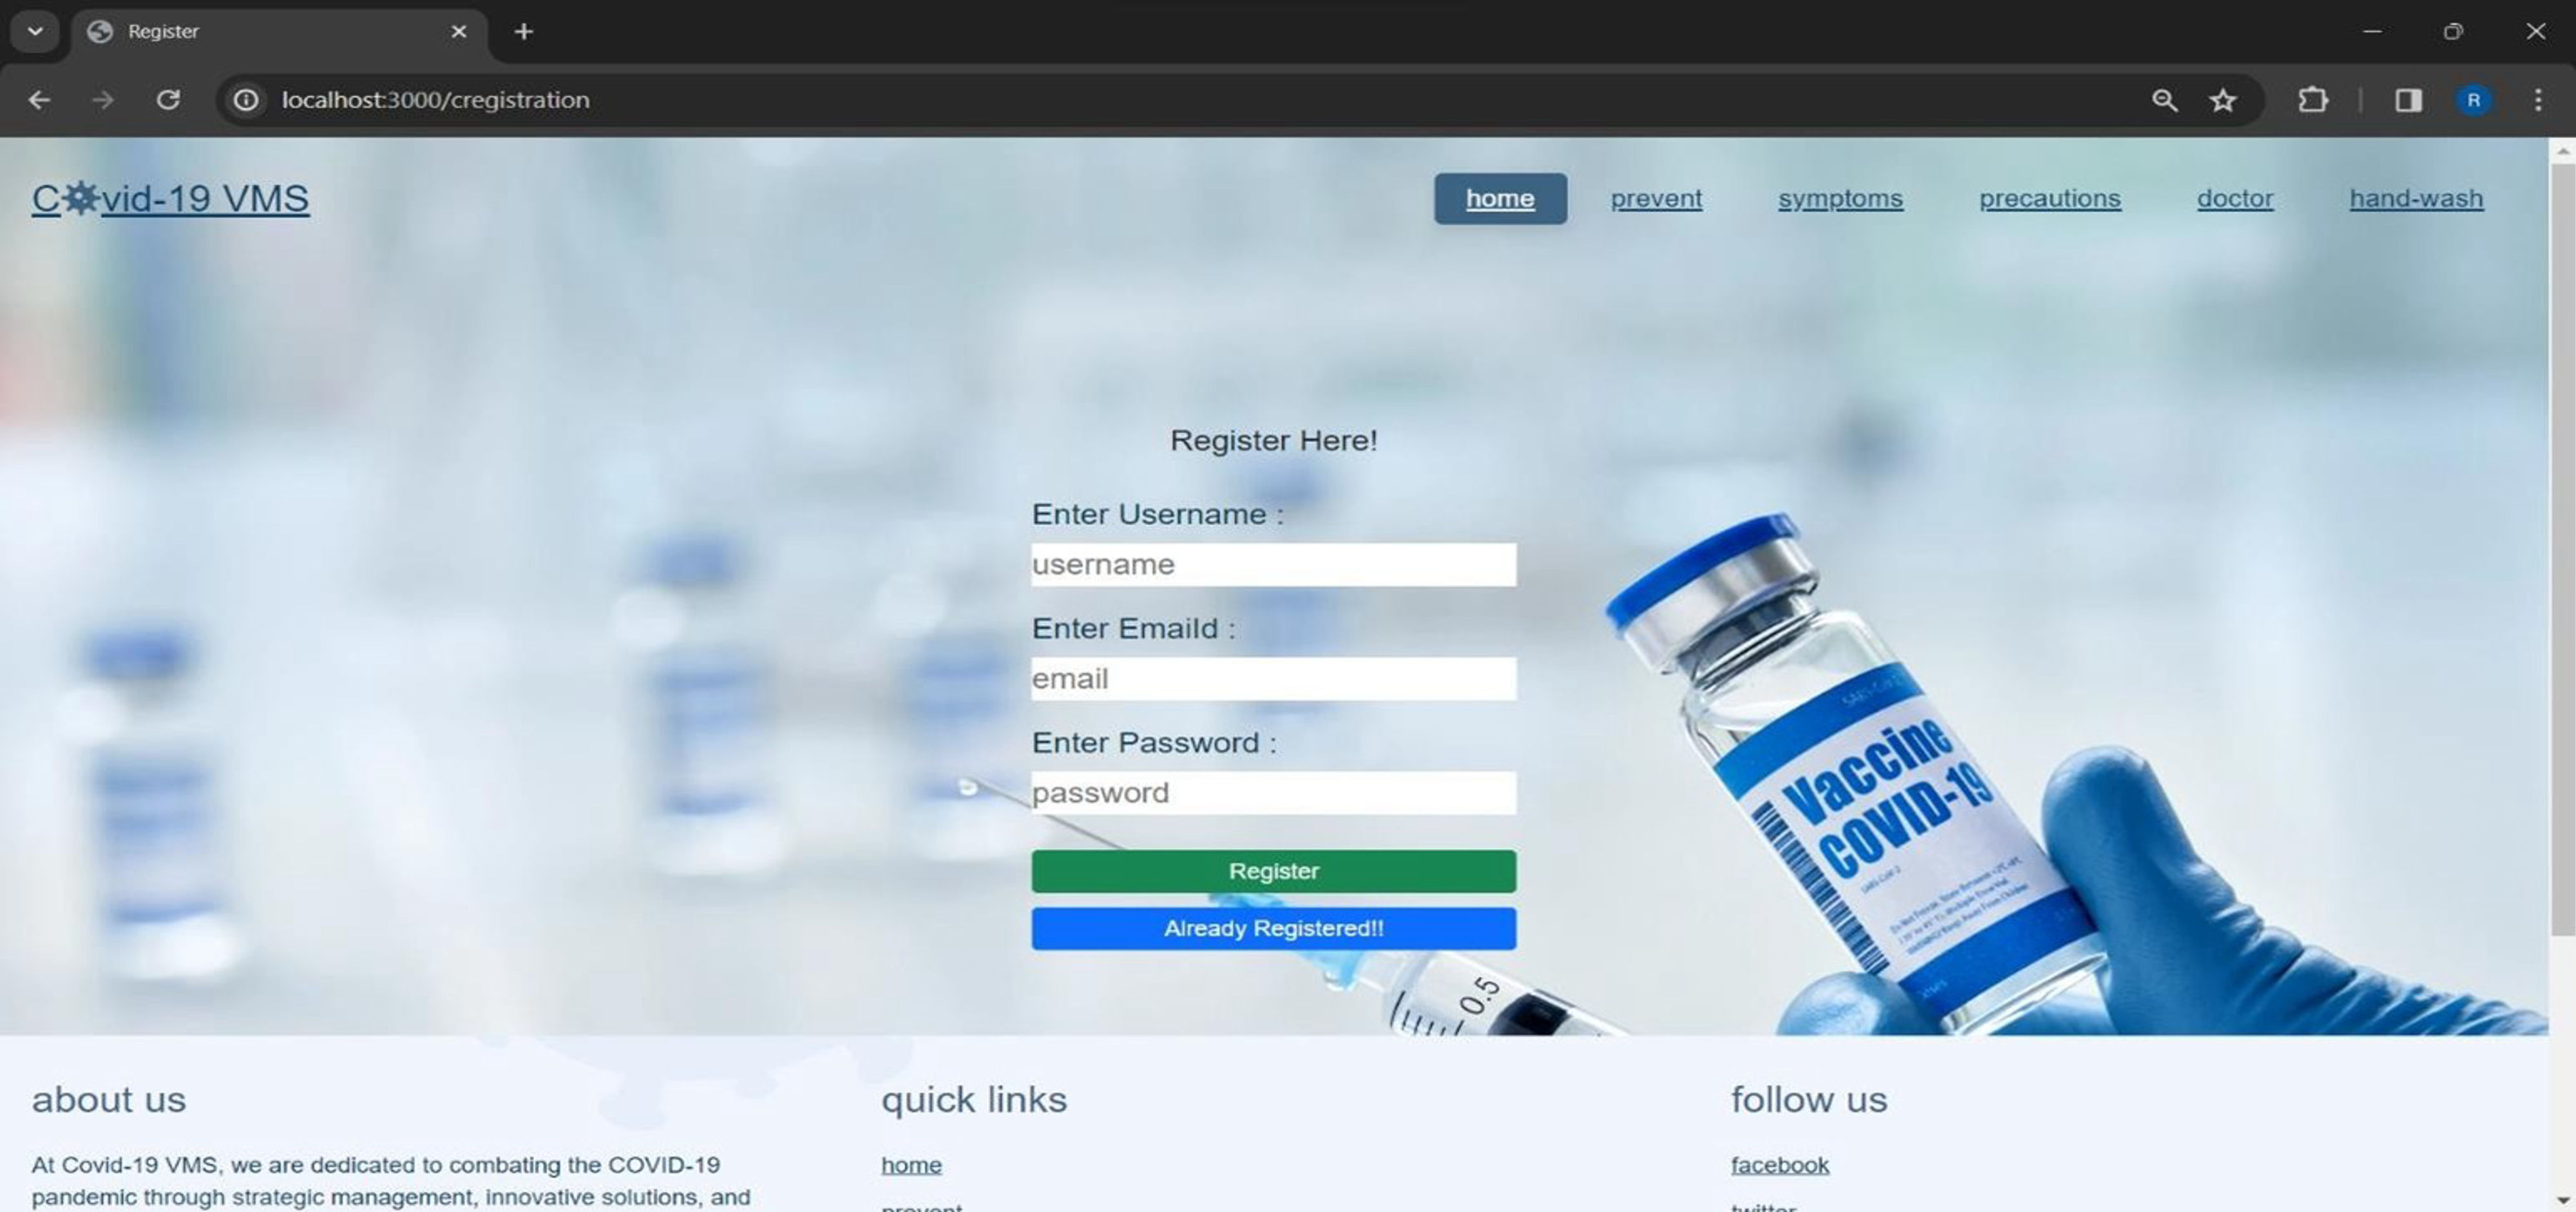 Register
localhost:3000/cregistration
R
C vid-19 VMS
home
prevent
symptoms
precautions
doctor
hand-wash
Register Here!
Enter Username :
username
Enter Emaild :
email
Enter Password :
password
Register
Already Registered!!
Vaccine
COVID-19
0.5
about us
At Covid-19 VMS, we are dedicated to combating the COVID-19
pandemic through strategic management, innovative solutions, and
quick links
home
prevent
follow us
facebook
twitter